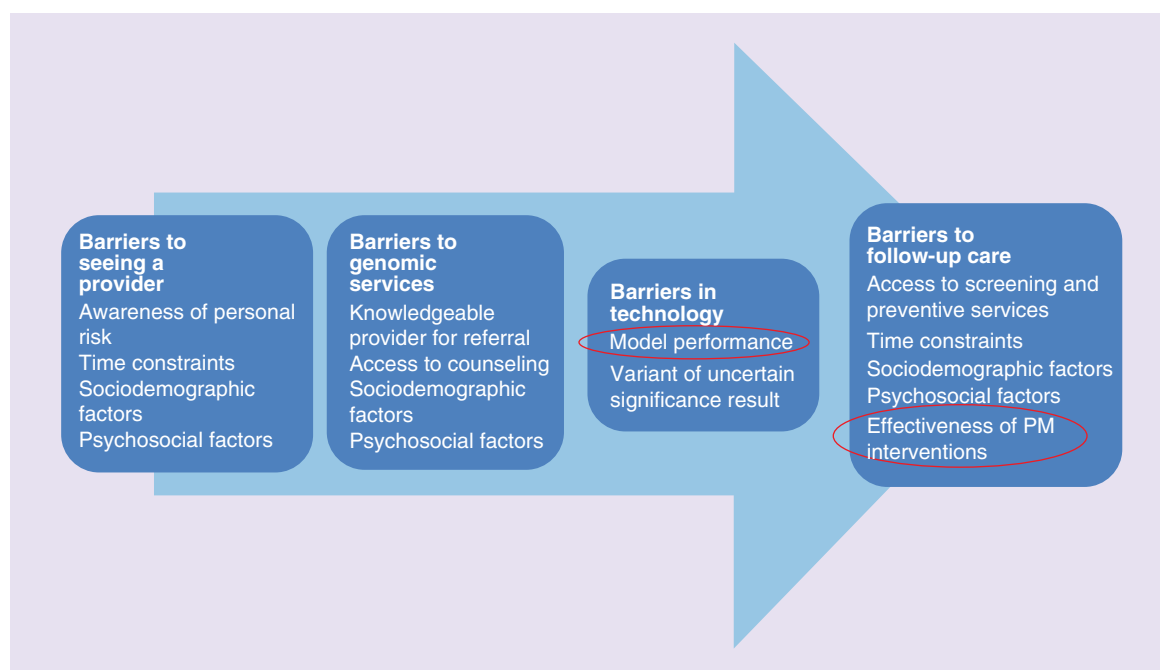 Barriers to
seeing a
provider
Awareness of personal
risk
Time constraints
Sociodemographic
factors
Psychosocial factors
Barriers to
genomic
services
Knowledgeable
provider for referral
Access to counseling
Sociodemographic
factors
Psychosocial factors
Barriers in
technology
Model performance
Variant of uncertain
significance result
Barriers to
follow-up care
Access to screening and
preventive services
Time constraints
Sociodemographic factors
Psychosocial factors
Effectiveness of PM
interventions